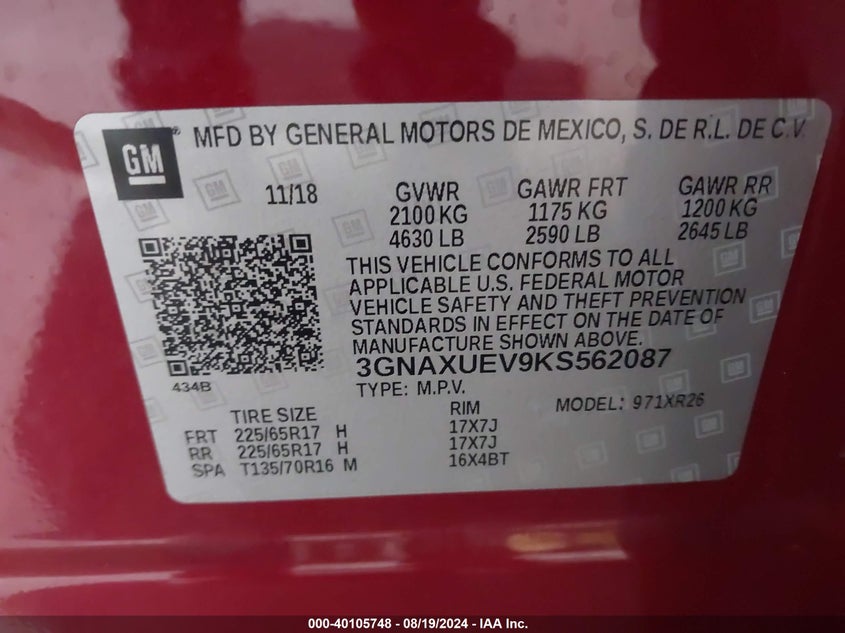 GM
MFD BY GENERAL MOTORS DE MEXICO, S. DE R.L. DE C.V.
11/18 GVWR GAWR FRT GAWR RR
2100 KG 1175 KG 1200 KG
4630 LB 2590 LB 2645 LB
THIS VEHICLE CONFORMS TO ALL
APPLICABLE U.S. FEDERAL MOTOR
VEHICLE SAFETY AND THEFT PREVENTION
STANDARDS IN EFFECT ON THE DATE OF
MANUFACTURE SHOWN ABOVE.
3GNAXUEV9KS562087
434B TYPE: M.P.V. MODEL: 971XR26
TIRE SIZE RIM
FRT 225/65R17 H 17X7J
RR 225/65R17 H 17X7J
SPA T135/70R16 M 16X4BT
000-40105748 - 08/19/2024 - IAA Inc.